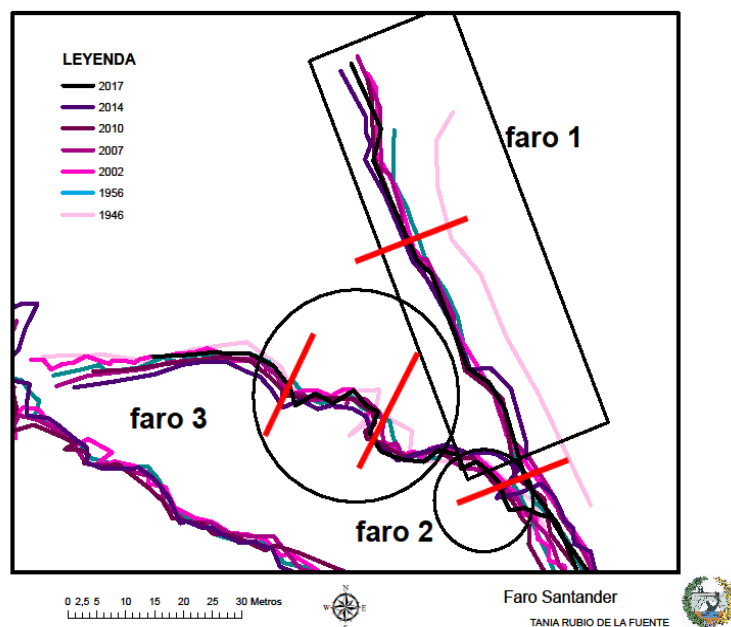 LEYENDA
2017
2014
2010
2007
2002
1956
1946
faro 1
faro 3
faro 2
0 2,5 5 10 15 20 25 30 Metros
N
W E
S
Faro Santander
TANIA RUBIO DE LA FUENTE